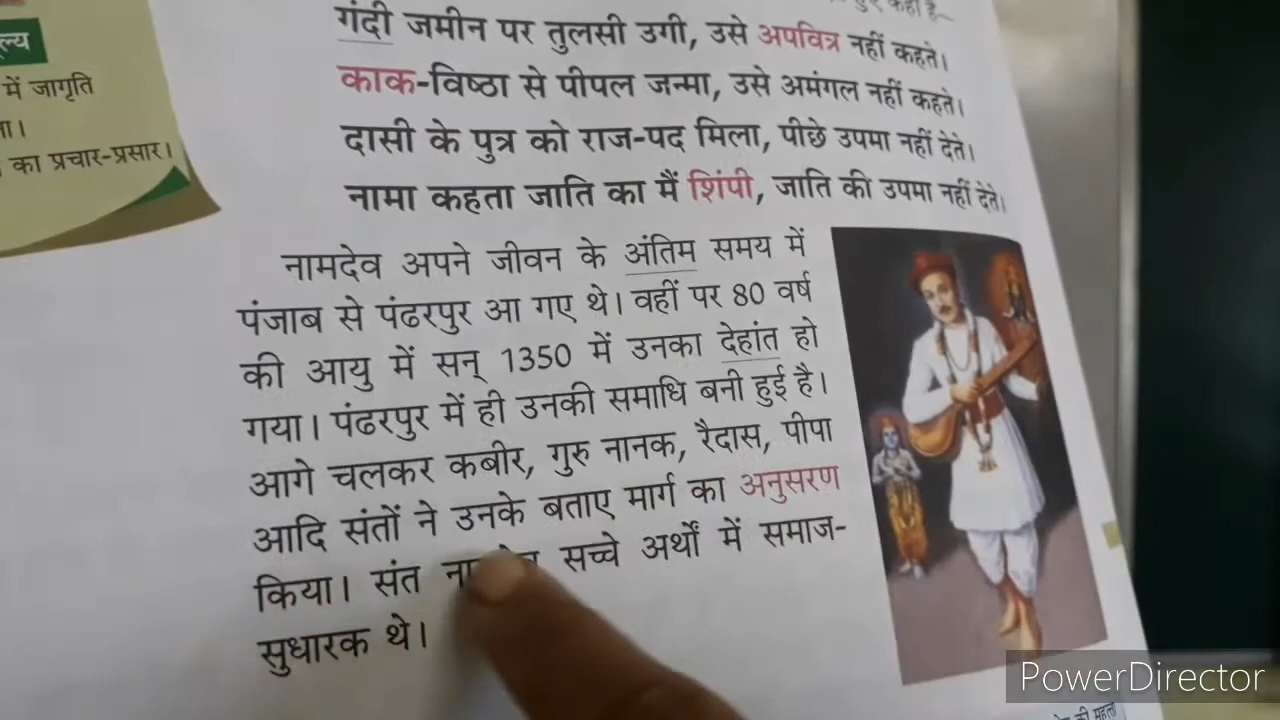 ल्य
में जागृति
ना।
का प्रचार-प्रसार।
गंदी जमीन पर तुलसी उगी, उसे अपवित्र नहीं कहते।
काक-विष्ठा से पीपल जन्मा, उसे अमंगल नहीं कहते।
दासी के पुत्र को राज-पद मिला, पीछे उपमा नहीं देते।
नामा कहता जाति का मैं शिंपी, जाति की उपमा नहीं देते।
नामदेव अपने जीवन के अंतिम समय में
पंजाब से पंढरपुर आ गए थे। वहीं पर 80 वर्ष
की आयु में सन् 1350 में उनका देहांत हो
गया। पंढरपुर में ही उनकी समाधि बनी हुई है।
आगे चलकर कबीर, गुरु नानक, रैदास, पीपा
आदि संतों ने उनके बताए मार्ग का अनुसरण
किया। संत सच्चे अर्थों में समाज-
सुधारक थे।
PowerDirector